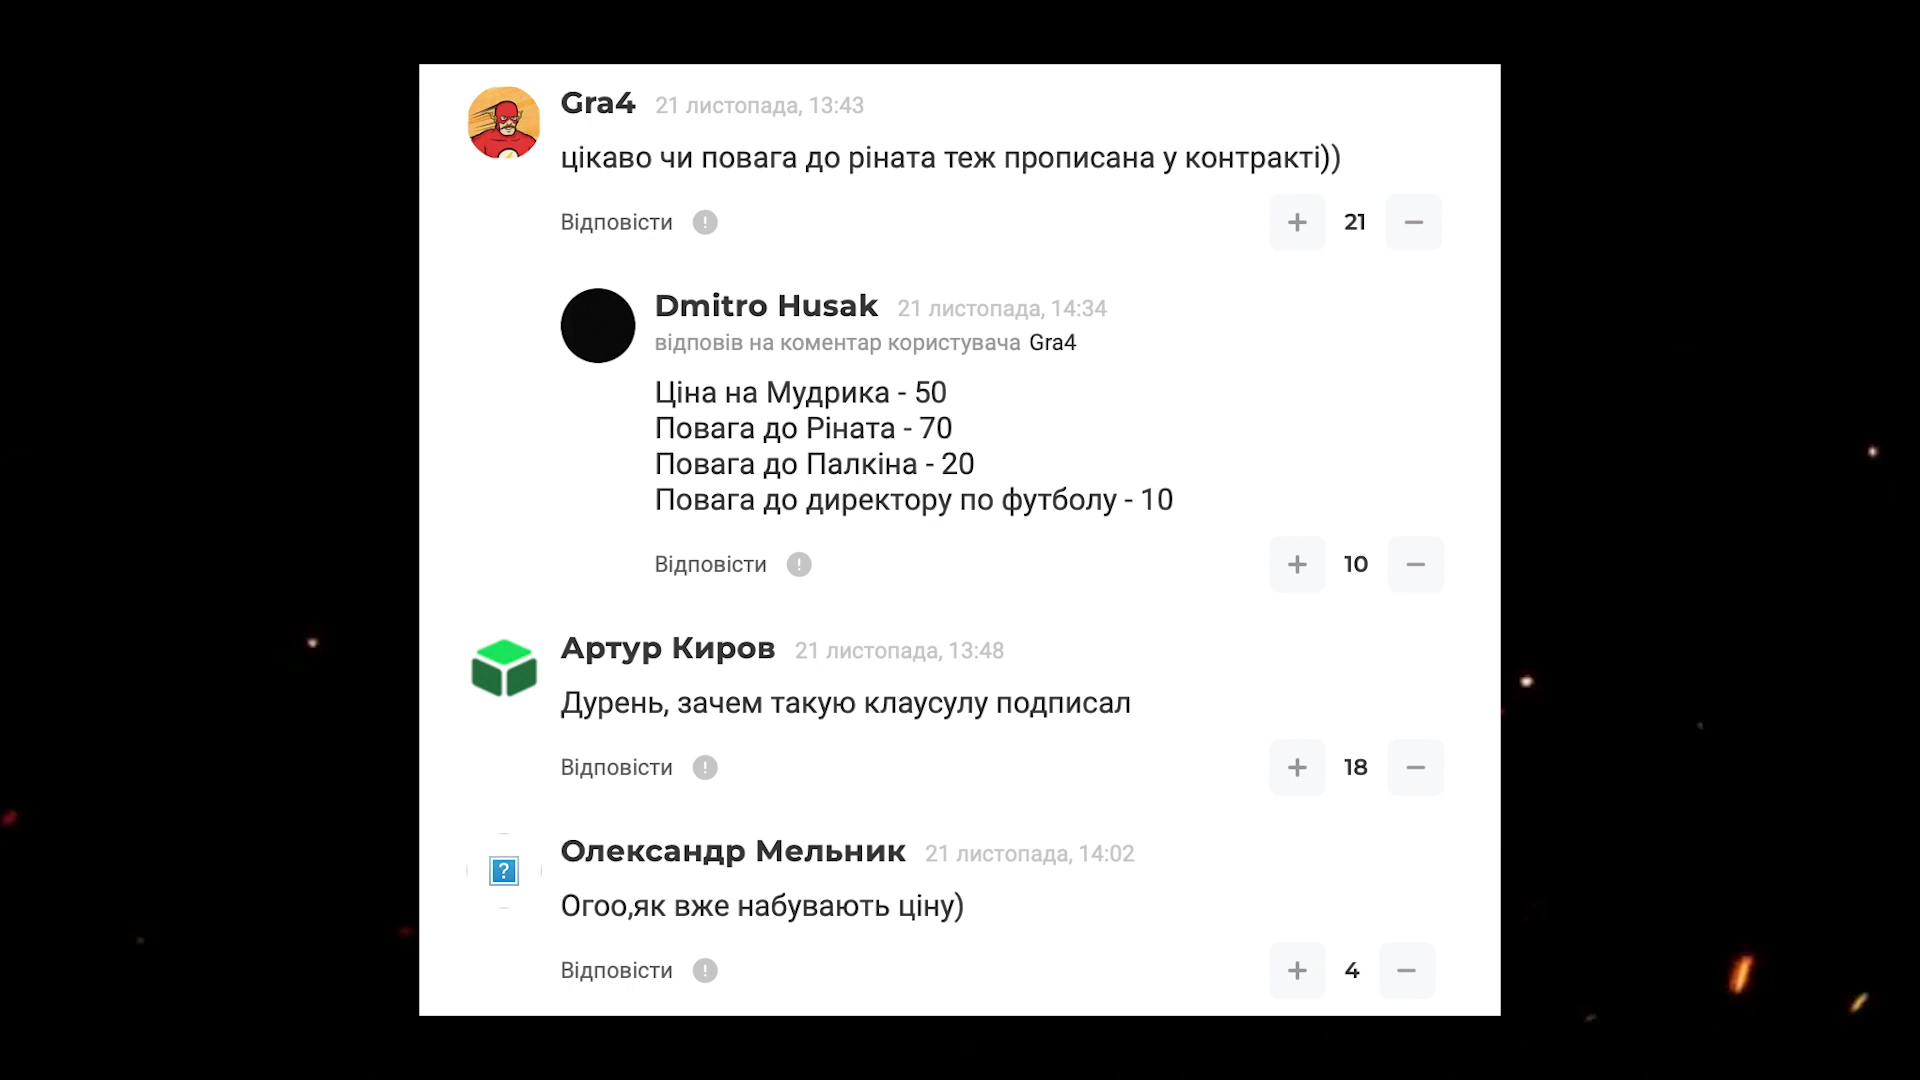 Gra4 21 листопада, 13:43
цікаво чи повага до ріната теж прописана у контракті))
Відповісти ! + 21 −
Dmitro Husak 21 листопада, 14:34
відповів на коментар користувача Gra4
Ціна на Мудрика - 50
Повага до Ріната - 70
Повага до Палкіна - 20
Повага до директору по футболу - 10
Відповісти ! + 10 −
Артур Киров 21 листопада, 13:48
Дурень, зачем такую клаусулу подписал
Відповісти ! + 18 −
? Олександр Мельник 21 листопада, 14:02
Огоо,як вже набувають ціну)
Відповісти ! + 4 −